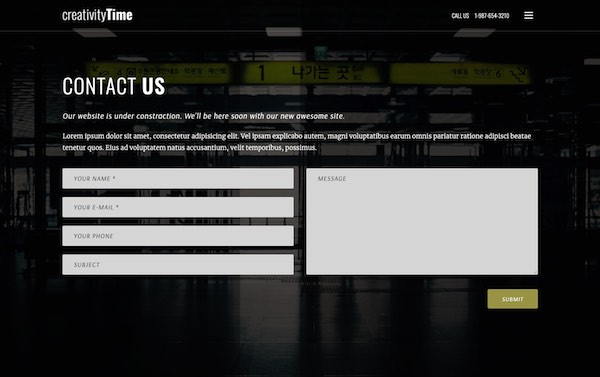 creativityTime
CALL US 1-987-654-3210
1 나가는 곳
6
CONTACT US
Our website is under constraction. We'll be here soon with our new awesome site.
Lorem ipsum dolor sit amet, consectetur adipisicing elit. Vel ipsum explicabo autem, magni voluptatibus earum omnis pariatur ratione adipisci beatae
tenetur quos. Eius ad voluptatem natus accusantium, velit temporibus, possimus.
YOUR NAME *
MESSAGE
YOUR E-MAIL *
YOUR PHONE
SUBJECT
SUBMIT